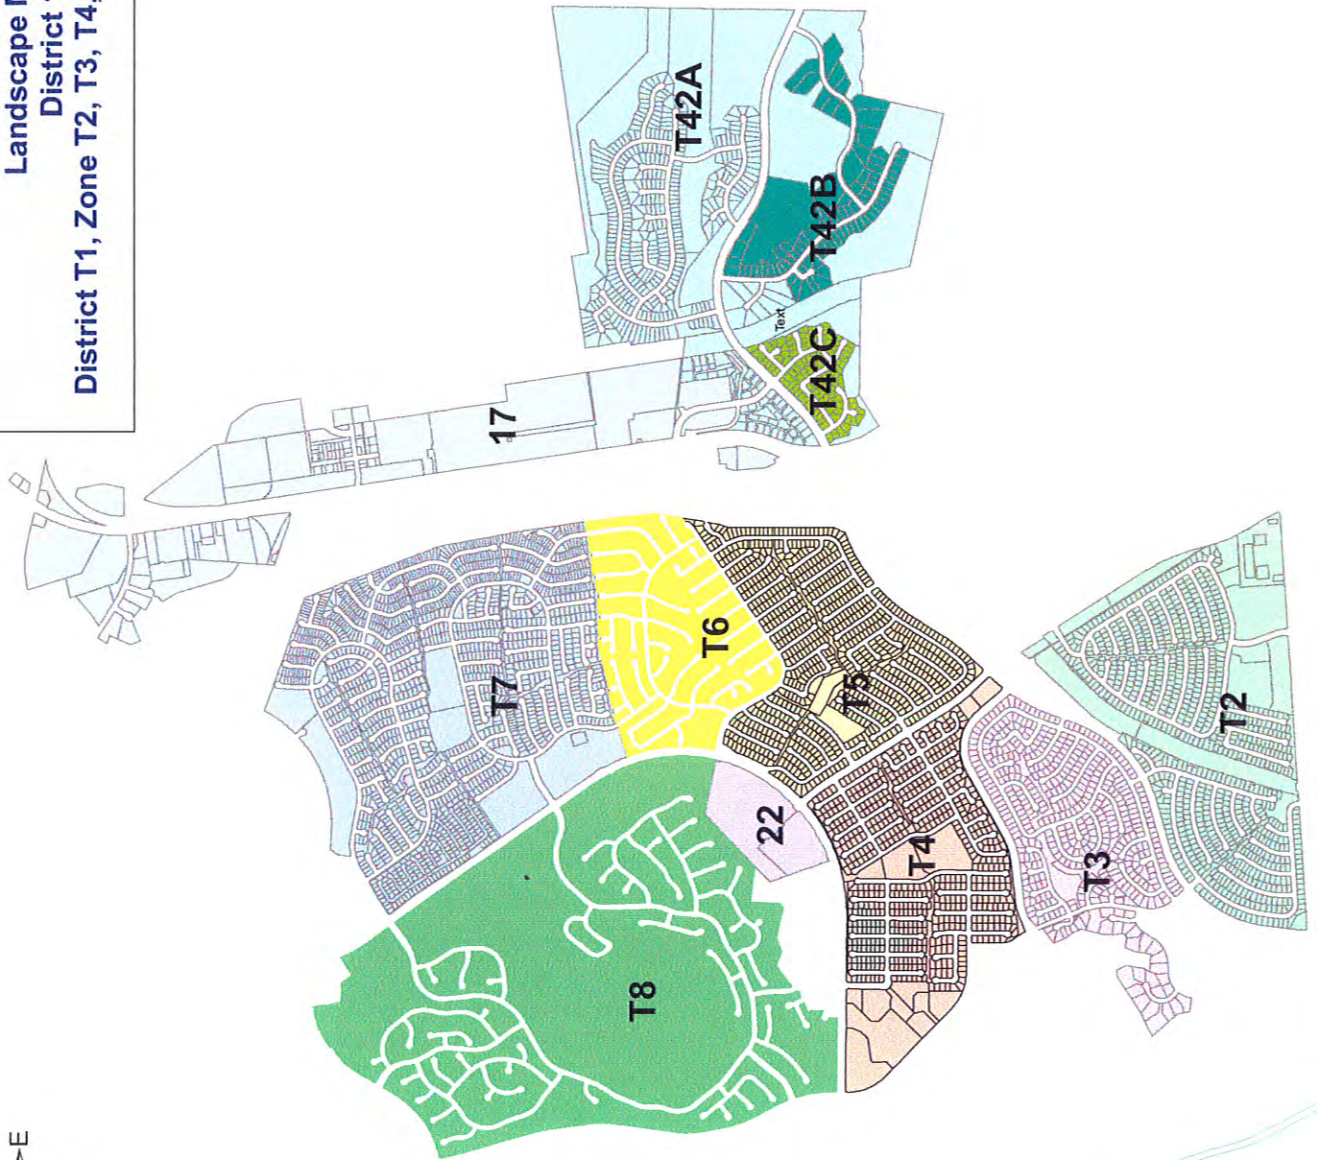 Landscape
District
District T1, Zone T2, T3, T4,
E
T42A
T42B
Text
T42C
17
T7
T6
T5
22
T4
T8
T3
T2